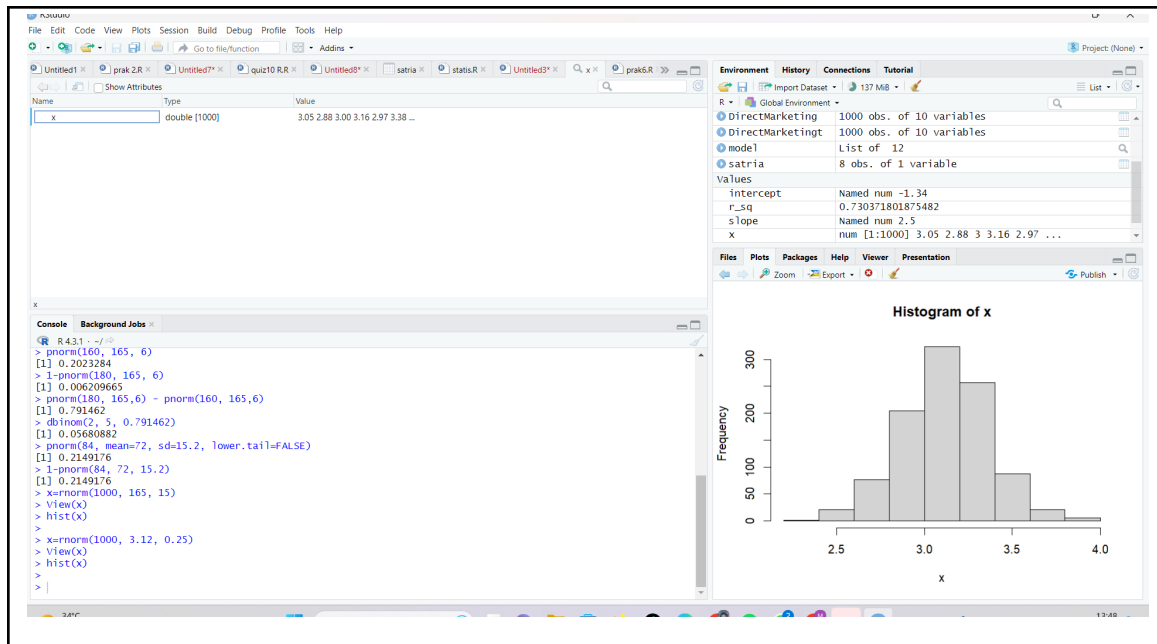 RStudio
File Edit Code View Plots Session Build Debug Profile Tools Help
Go to file/function Addins Project: (None)
Untitled1 prak 2.R Untitled7* quiz10 R.R Untitled8* satria statis.R Untitled3* x prak6.R
Show Attributes
Name Type Value
x double [1000] 3.05 2.88 3.00 3.16 2.97 3.38 ...
x
Console Background Jobs
R 4.3.1 · ~/
> pnorm(160, 165, 6)
[1] 0.2023284
> 1-pnorm(180, 165, 6)
[1] 0.006209665
> pnorm(180, 165,6) - pnorm(160, 165,6)
[1] 0.791462
> dbinom(2, 5, 0.791462)
[1] 0.05680882
> pnorm(84, mean=72, sd=15.2, lower.tail=FALSE)
[1] 0.2149176
> 1-pnorm(84, 72, 15.2)
[1] 0.2149176
> x=rnorm(1000, 165, 15)
> View(x)
> hist(x)
>
> x=rnorm(1000, 3.12, 0.25)
> View(x)
> hist(x)
>
>
Environment History Connections Tutorial
Import Dataset 137 MiB List
R Global Environment
DirectMarketing 1000 obs. of 10 variables
DirectMarketingt 1000 obs. of 10 variables
model List of 12
satria 8 obs. of 1 variable
Values
intercept Named num -1.34
r_sq 0.730371801875482
slope Named num 2.5
x num [1:1000] 3.05 2.88 3 3.16 2.97 ...
Files Plots Packages Help Viewer Presentation
Zoom Export Publish
Histogram of x
Frequency
300
200
100
50
0
2.5 3.0 3.5 4.0
x
34°C
13:48